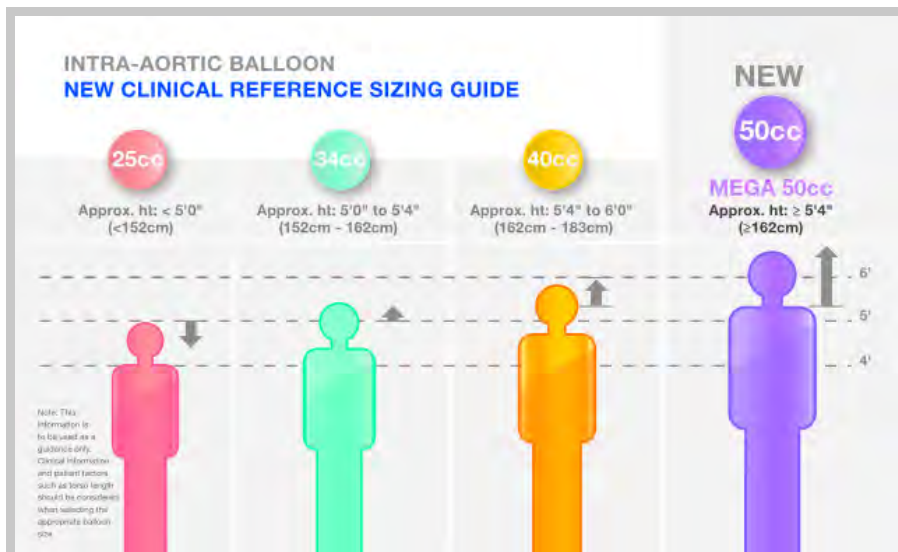 INTRA-AORTIC BALLOON
NEW CLINICAL REFERENCE SIZING GUIDE
25cc
Approx. ht: < 5'0"
(<152cm)
34cc
Approx. ht: 5'0" to 5'4"
(152cm - 162cm)
40cc
Approx. ht: 5'4" to 6'0"
(162cm - 183cm)
NEW
50cc
MEGA 50cc
Approx. ht: ≥ 5'4"
(≥162cm)
6'
5'
4'
Note: This
information is
to be used as a
guidance only.
Clinical information
and patient factors
such as torso length
should be considered
when selecting the
appropriate balloon
size